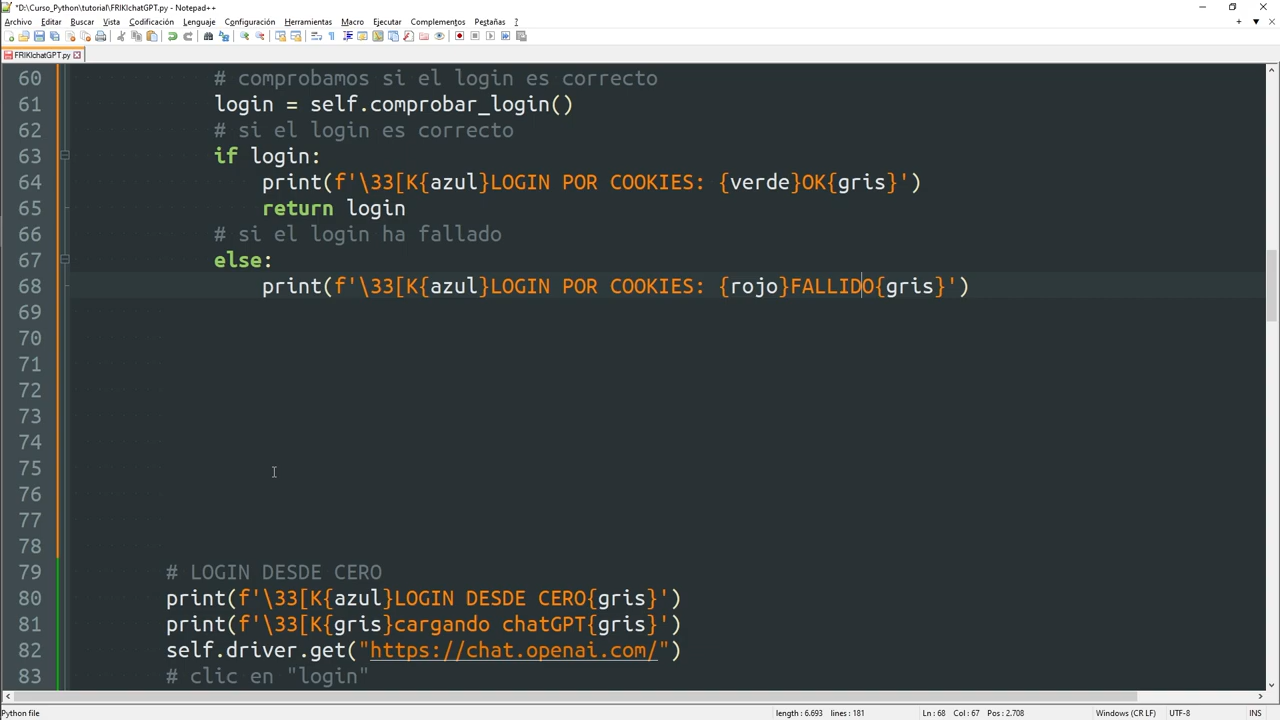 *D:\Curso_Python\tutorial\FRIKIchatGPT.py - Notepad++
Archivo Editar Buscar Vista Codificación Lenguaje Configuración Herramientas Macro Ejecutar Complementos Pestañas ?
FRIKIchatGPT.py
60 # comprobamos si el login es correcto
61 login = self.comprobar_login()
62 # si el login es correcto
63 if login:
64 print(f'\33[K{azul}LOGIN POR COOKIES: {verde}OK{gris}')
65 return login
66 # si el login ha fallado
67 else:
68 print(f'\33[K{azul}LOGIN POR COOKIES: {rojo}FALLIDO{gris}')
69
70
71
72
73
74
75
76
77
78
79 # LOGIN DESDE CERO
80 print(f'\33[K{azul}LOGIN DESDE CERO{gris}')
81 print(f'\33[K{gris}cargando chatGPT{gris}')
82 self.driver.get("https://chat.openai.com/")
83 # clic en "login"
Python file length : 6.693 lines : 181 Ln : 68 Col : 67 Pos : 2.708 Windows (CR LF) UTF-8 INS